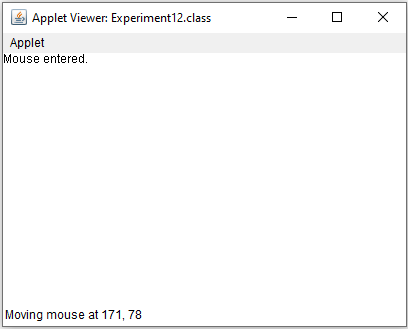 Applet Viewer: Experiment12.class
Applet
Mouse entered.
Moving mouse at 171, 78